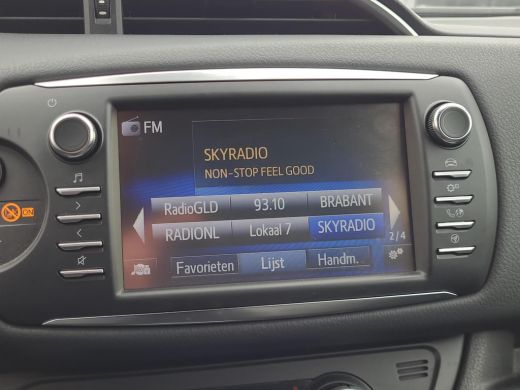 FM
SKYRADIO
NON-STOP FEEL GOOD
RadioGLD 93.10 BRABANT
RADIONL Lokaal 7 SKYRADIO
2/4
Favorieten Lijst Handm.
ON